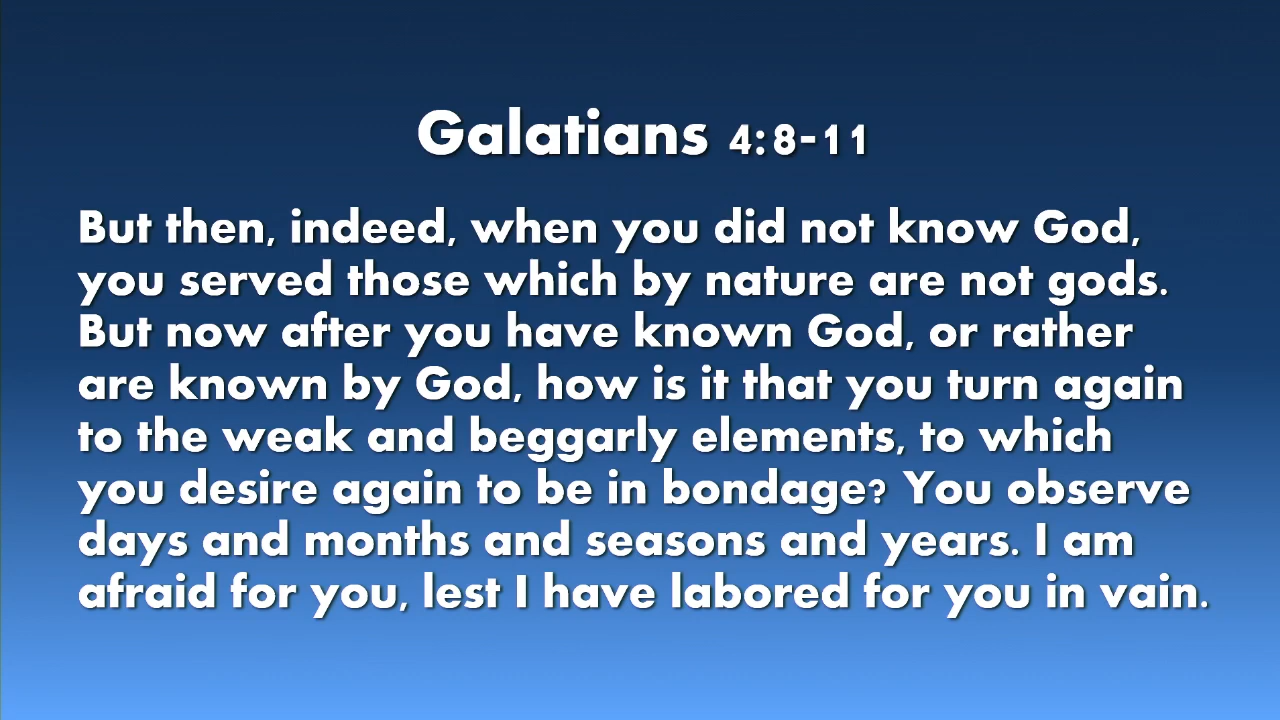 Galatians 4:8-11
But then, indeed, when you did not know God,
you served those which by nature are not gods.
But now after you have known God, or rather
are known by God, how is it that you turn again
to the weak and beggarly elements, to which
you desire again to be in bondage? You observe
days and months and seasons and years. I am
afraid for you, lest I have labored for you in vain.